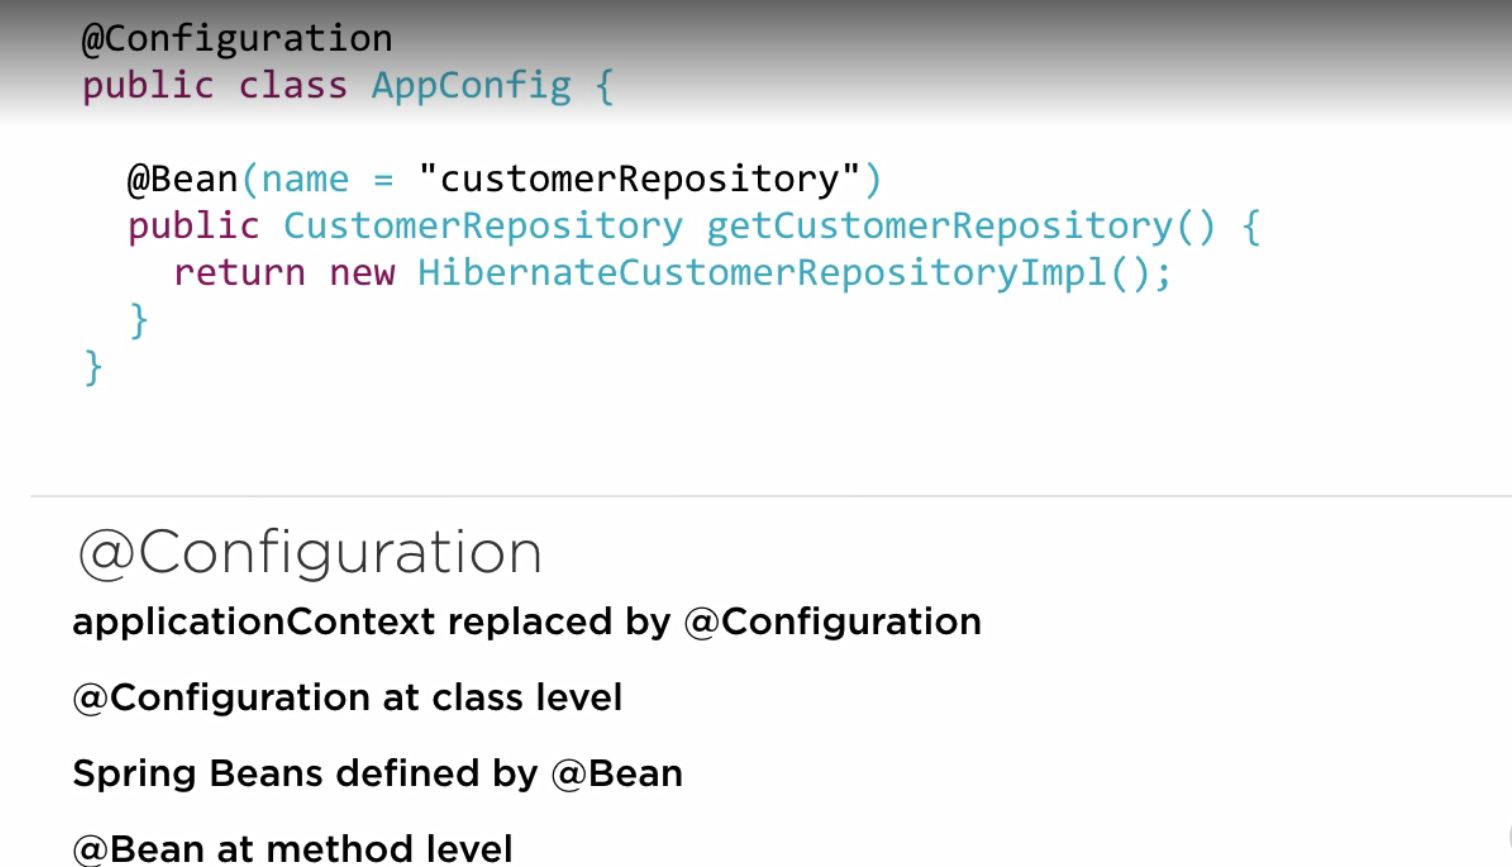 @Configuration
public class AppConfig {
@Bean(name = "customerRepository")
public CustomerRepository getCustomerRepository() {
return new HibernateCustomerRepositoryImpl();
}
}
@Configuration
applicationContext replaced by @Configuration
@Configuration at class level
Spring Beans defined by @Bean
@Bean at method level